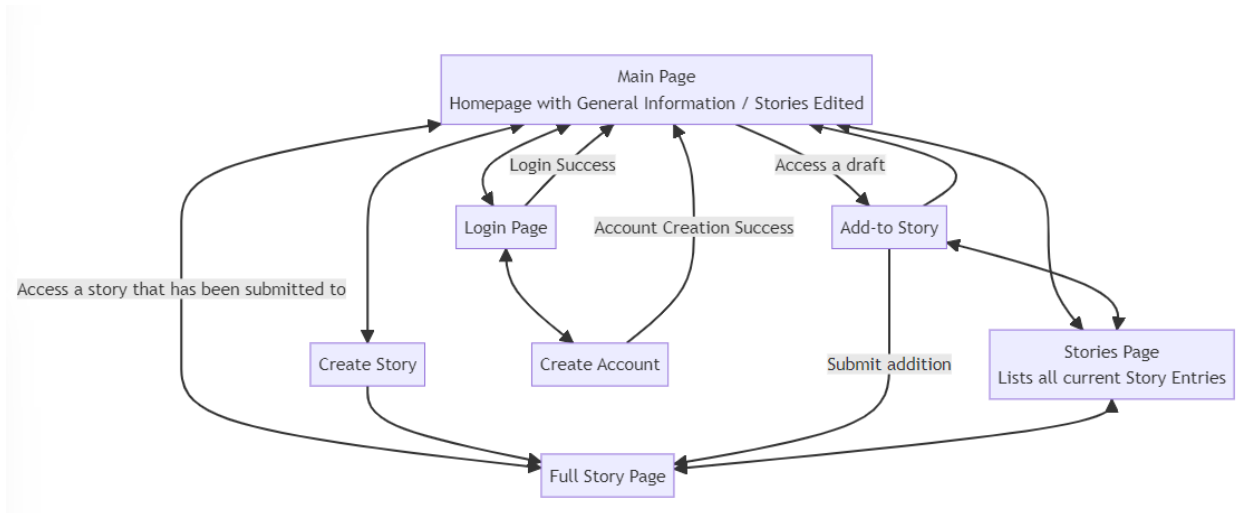 Main Page
Homepage with General Information / Stories Edited
Login Success
Access a draft
Login Page
Account Creation Success
Add-to Story
Access a story that has been submitted to
Create Story
Create Account
Submit addition
Stories Page
Lists all current Story Entries
Full Story Page